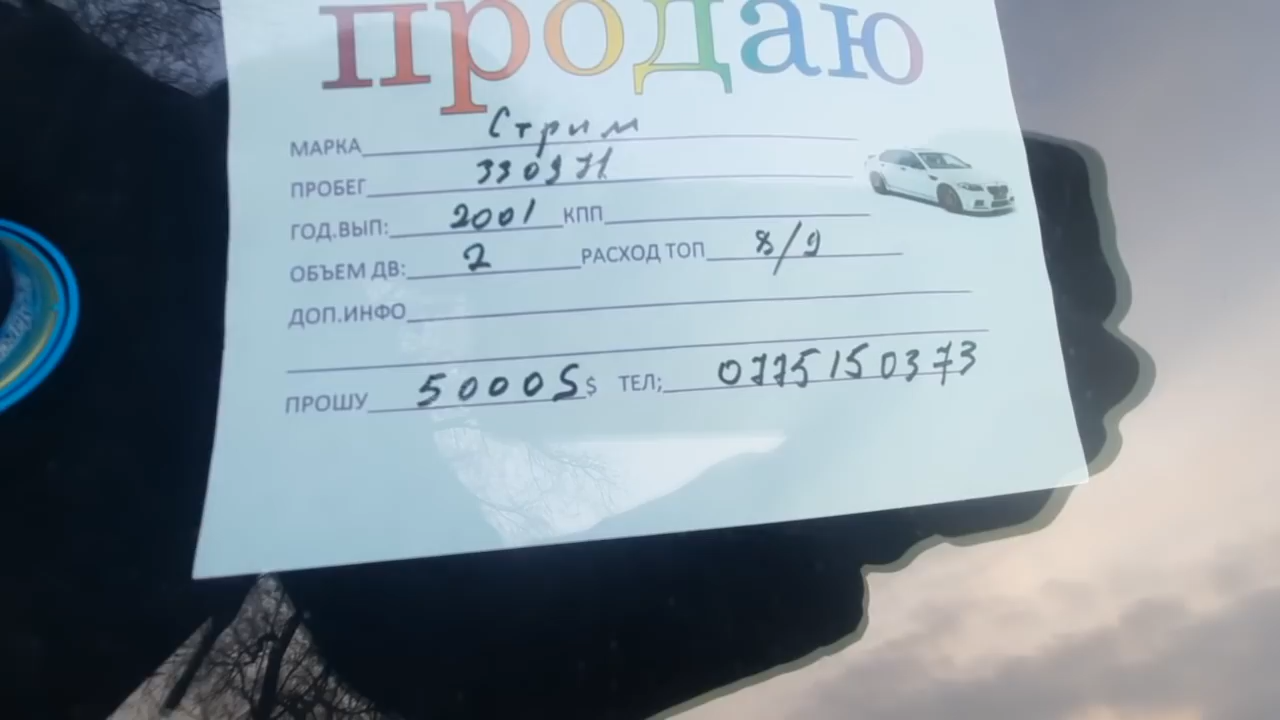 продаю
МАРКА Стрим
ПРОБЕГ 330971
ГОД.ВЫП: 2001 КПП
ОБЪЕМ ДВ: 2 РАСХОД ТОП 8/9
ДОП.ИНФО
ПРОШУ 5000$ $ ТЕЛ; 0775150373